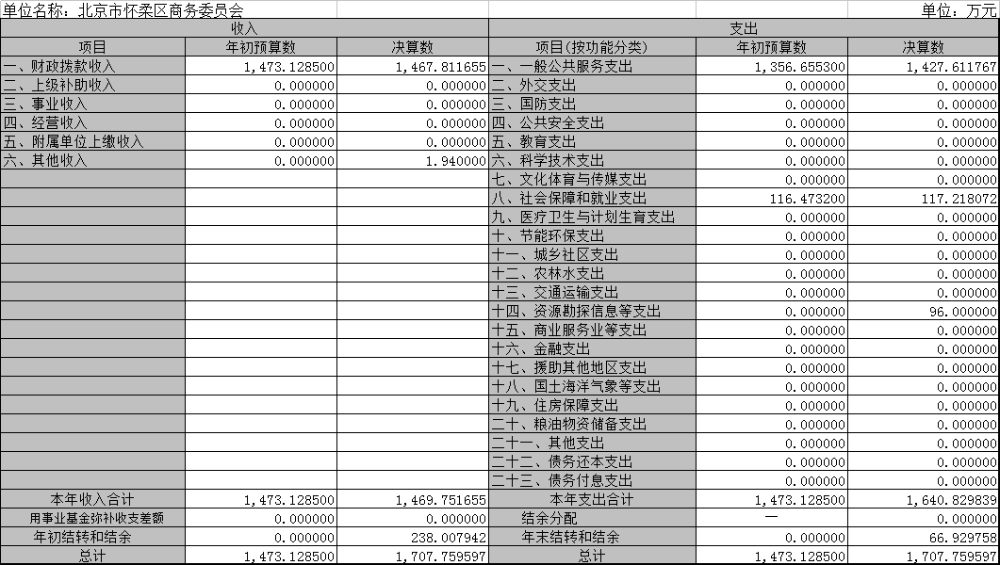 单位名称：北京市怀柔区商务委员会 单位：万元
收入 支出
项目 年初预算数 决算数 项目(按功能分类) 年初预算数 决算数
一、财政拨款收入 1,473.128500 1,467.811655 一、一般公共服务支出 1,356.655300 1,427.611767
二、上级补助收入 0.000000 0.000000 二、外交支出 0.000000 0.000000
三、事业收入 0.000000 0.000000 三、国防支出 0.000000 0.000000
四、经营收入 0.000000 0.000000 四、公共安全支出 0.000000 0.000000
五、附属单位上缴收入 0.000000 0.000000 五、教育支出 0.000000 0.000000
六、其他收入 0.000000 1.940000 六、科学技术支出 0.000000 0.000000
七、文化体育与传媒支出 0.000000 0.000000
八、社会保障和就业支出 116.473200 117.218072
九、医疗卫生与计划生育支出 0.000000 0.000000
十、节能环保支出 0.000000 0.000000
十一、城乡社区支出 0.000000 0.000000
十二、农林水支出 0.000000 0.000000
十三、交通运输支出 0.000000 0.000000
十四、资源勘探信息等支出 0.000000 96.000000
十五、商业服务业等支出 0.000000 0.000000
十六、金融支出 0.000000 0.000000
十七、援助其他地区支出 0.000000 0.000000
十八、国土海洋气象等支出 0.000000 0.000000
十九、住房保障支出 0.000000 0.000000
二十、粮油物资储备支出 0.000000 0.000000
二十一、其他支出 0.000000 0.000000
二十二、债务还本支出 0.000000 0.000000
二十三、债务付息支出 0.000000 0.000000
本年收入合计 1,473.128500 1,469.751655 本年支出合计 1,473.128500 1,640.829839
用事业基金弥补收支差额 0.000000 0.000000 结余分配 — 0.000000
年初结转和结余 0.000000 238.007942 年末结转和结余 0.000000 66.929758
总计 1,473.128500 1,707.759597 总计 1,473.128500 1,707.759597